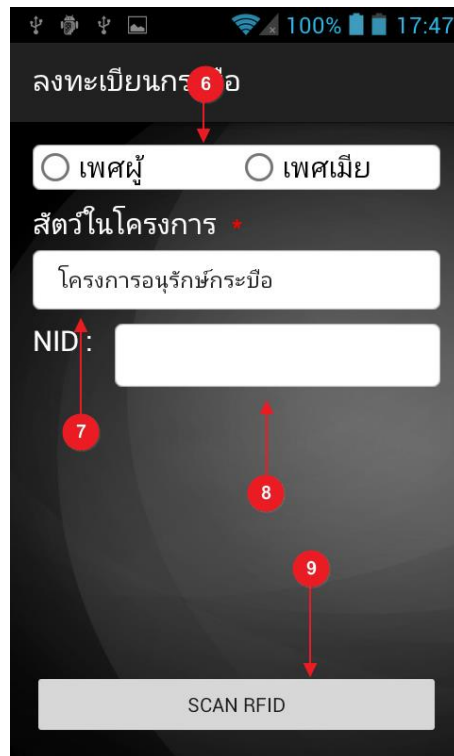 100% 17:47
ลงทะเบียนกร 6 อ
เพศผู้ เพศเมีย
สัตว์ในโครงการ *
โครงการอนุรักษ์กระบือ
NID :
7
8
9
SCAN RFID